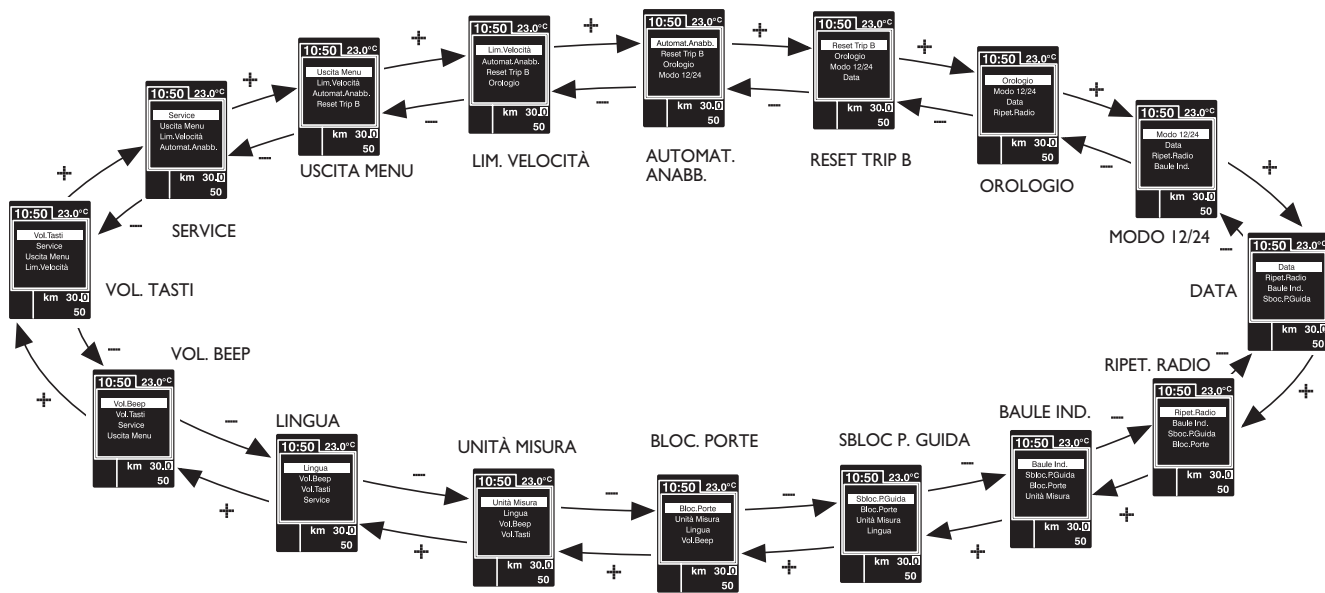 10:50 23.0°C
Uscita Menu
Lim.Velocità
Automat.Anabb.
Reset Trip B
km 30.0
50
USCITA MENU
10:50 23.0°C
Lim.Velocità
Automat.Anabb.
Reset Trip B
Orologio
km 30.0
50
LIM. VELOCITÀ
10:50 23.0°C
Automat.Anabb.
Reset Trip B
Orologio
Modo 12/24
km 30.0
50
AUTOMAT.
ANABB.
10:50 23.0°C
Reset Trip B
Orologio
Modo 12/24
Data
km 30.0
50
RESET TRIP B
10:50 23.0°C
Orologio
Modo 12/24
Data
Ripet.Radio
km 30.0
50
OROLOGIO
10:50 23.0°C
Modo 12/24
Data
Ripet.Radio
Baule Ind.
km 30.0
50
MODO 12/24
10:50 23.0°C
Data
Ripet.Radio
Baule Ind.
Sboc.P.Guida
km 30.0
50
DATA
10:50 23.0°C
Ripet.Radio
Baule Ind.
Sboc.P.Guida
Bloc.Porte
km 30.0
50
RIPET. RADIO
10:50 23.0°C
Baule Ind.
Sbloc.P.Guida
Bloc.Porte
Unità Misura
km 30.0
50
BAULE IND.
10:50 23.0°C
Sbloc.P.Guida
Bloc.Porte
Unità Misura
Lingua
km 30.0
50
SBLOC P. GUIDA
10:50 23.0°C
Bloc.Porte
Unità Misura
Lingua
Vol.Beep
km 30.0
50
BLOC. PORTE
10:50 23.0°C
Unità Misura
Lingua
Vol.Beep
Vol.Tasti
km 30.0
50
UNITÀ MISURA
10:50 23.0°C
Lingua
Vol.Beep
Vol.Tasti
Service
km 30.0
50
LINGUA
10:50 23.0°C
Vol.Beep
Vol.Tasti
Service
Uscita Menu
km 30.0
50
VOL. BEEP
10:50 23.0°C
Vol.Tasti
Service
Uscita Menu
Lim.Velocità
km 30.0
50
VOL. TASTI
10:50 23.0°C
Service
Uscita Menu
Lim.Velocità
Automat.Anabb.
km 30.0
50
SERVICE